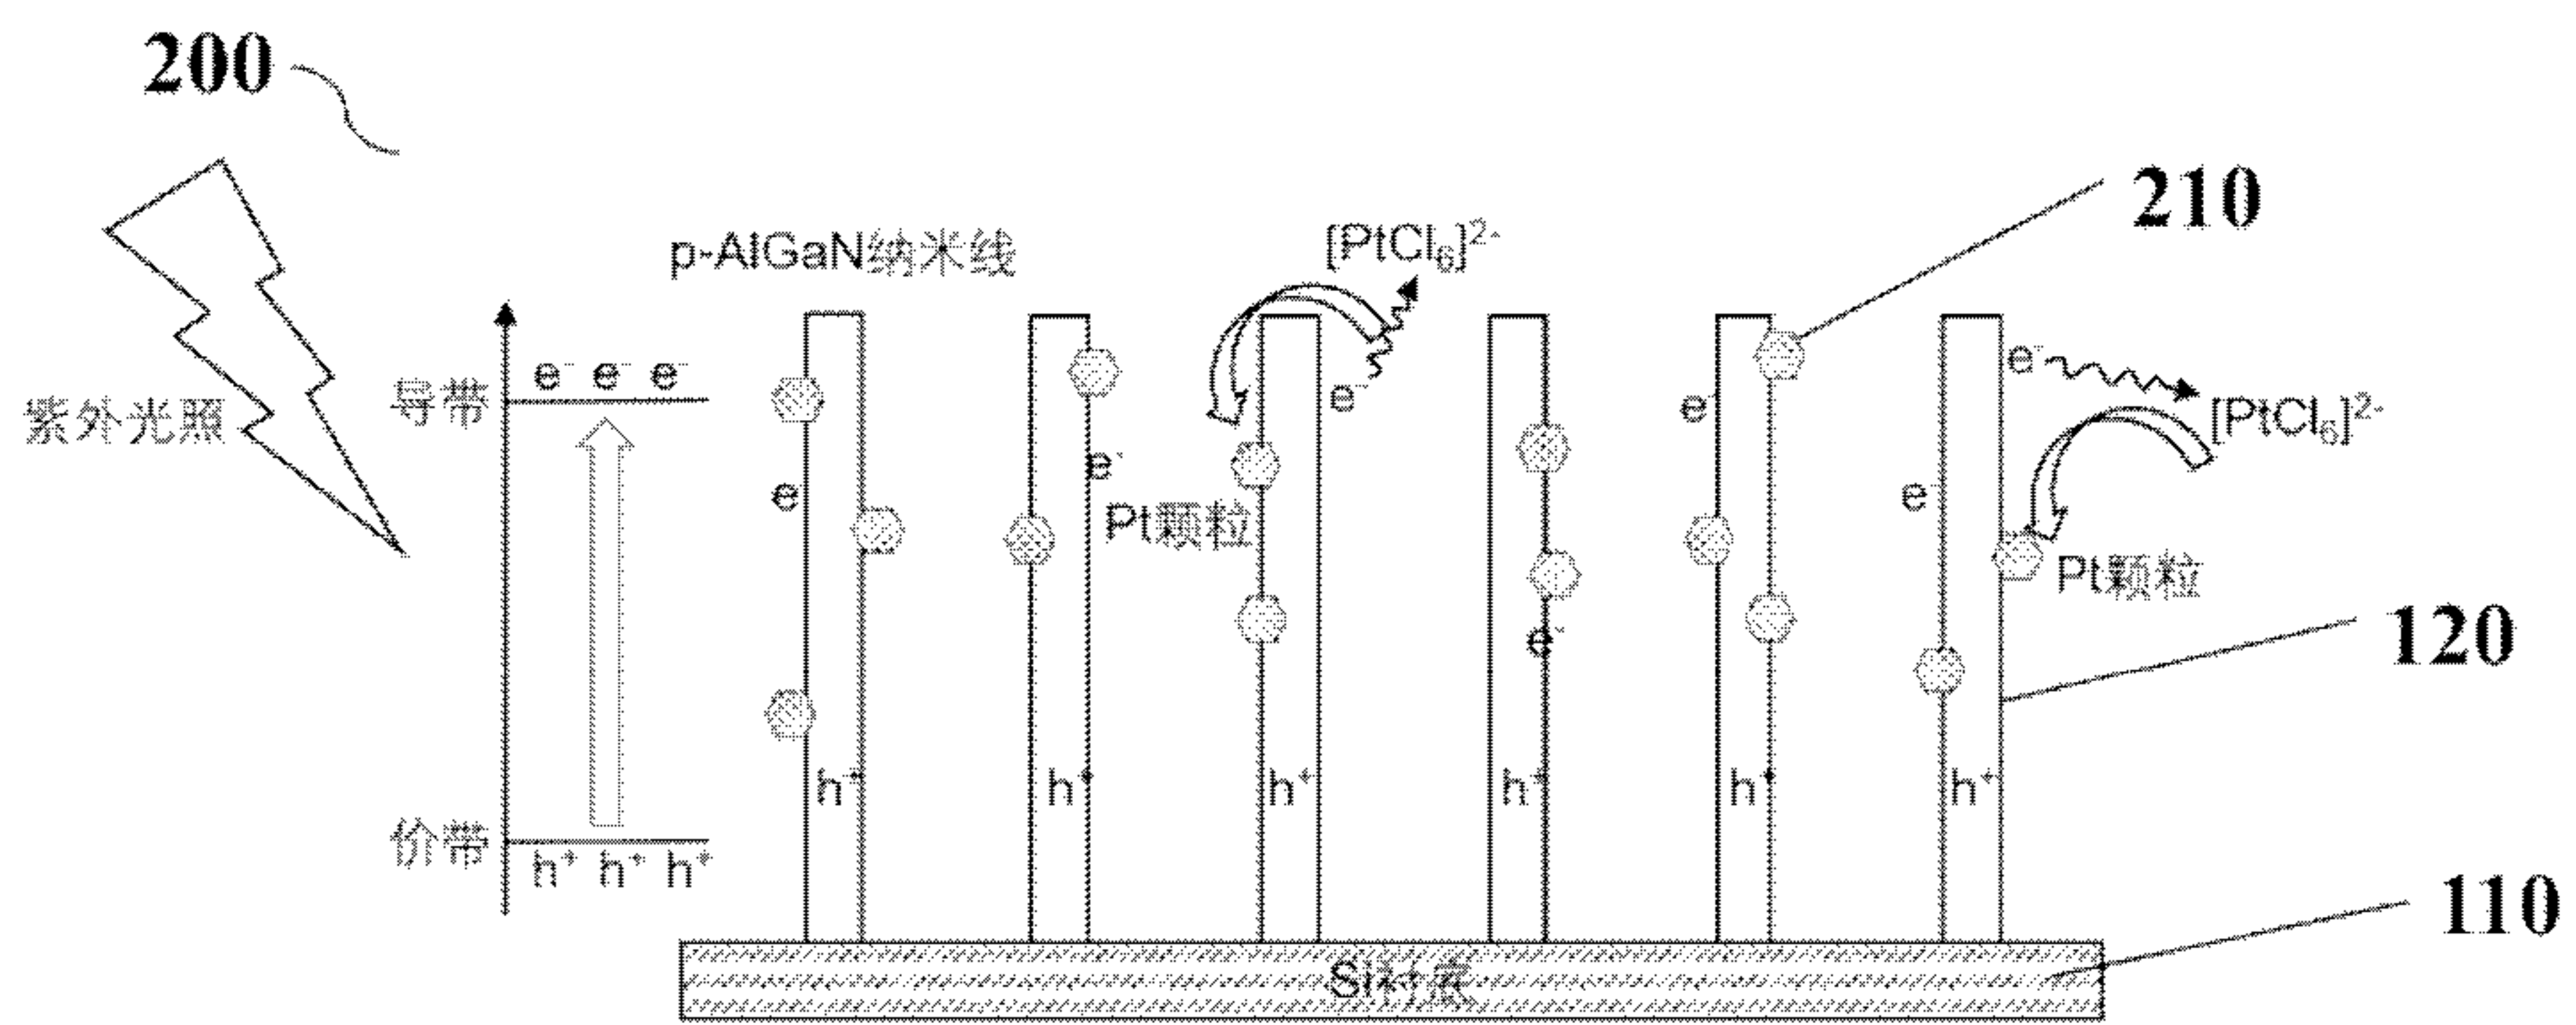 200
210
[PtCl₆]²⁻
p-AlGaN纳米线
e⁻ e⁻ e⁻
e⁻
e⁻
e⁻
导带
紫外光照
[PtCl₆]²⁻
e⁻
e⁻
e⁻
e⁻
Pt颗粒
Pt颗粒
120
e⁻
h⁺
h⁺
h⁺
h⁺
h⁺
h⁺
价带
h⁺ h⁺ h⁺
110
Si衬底